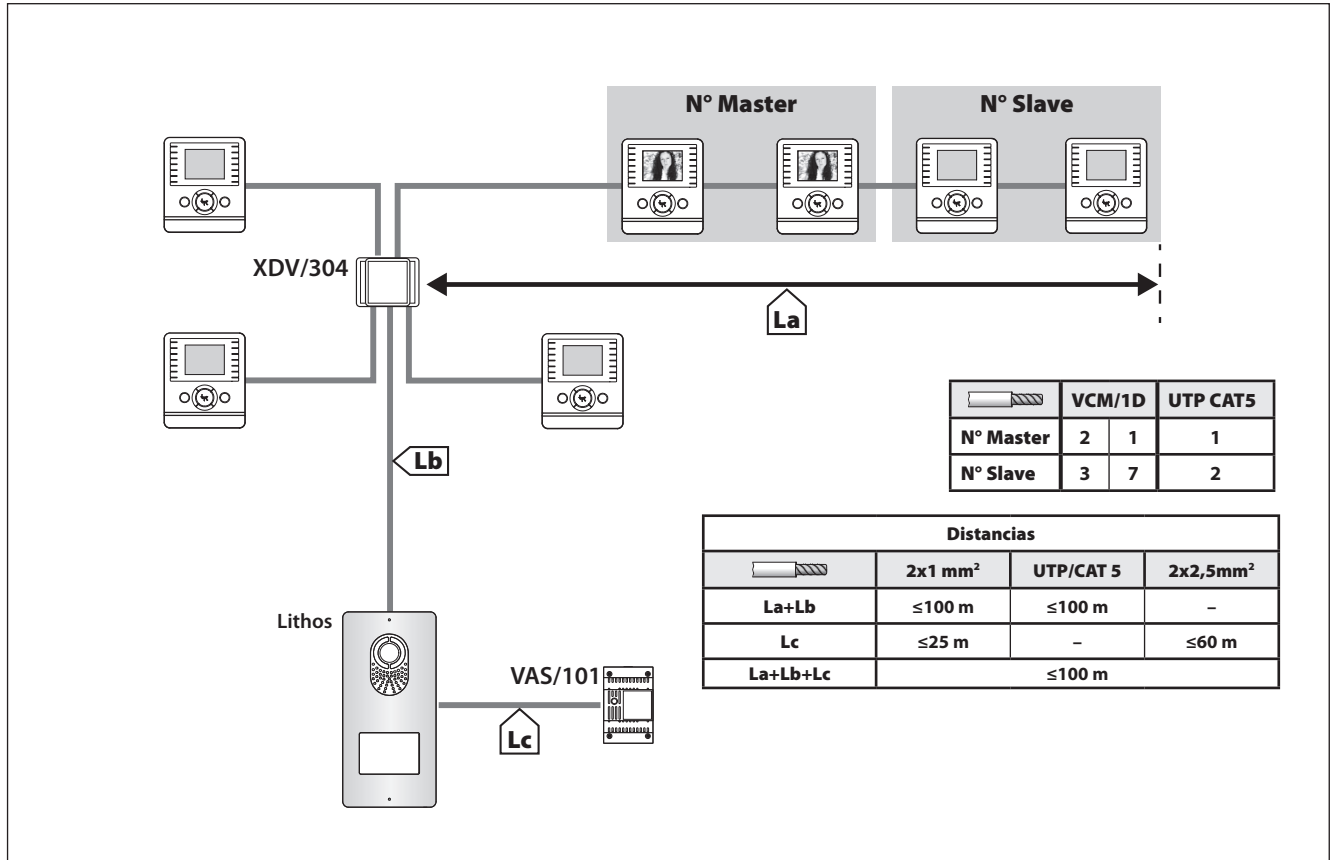 N° Master
N° Slave
XDV/304
La
Lb
VCM/1D UTP CAT5
N° Master 2 1 1
N° Slave 3 7 2
Distancias
2x1 mm² UTP/CAT 5 2x2,5mm²
La+Lb ≤100 m ≤100 m –
Lc ≤25 m – ≤60 m
La+Lb+Lc ≤100 m
Lithos
VAS/101
Lc